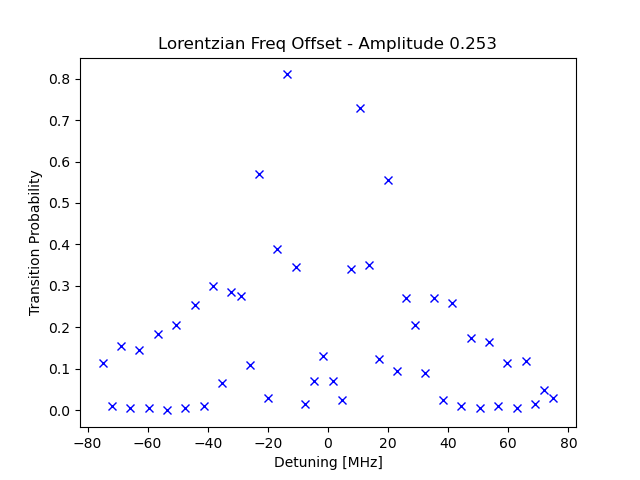 Lorentzian Freq Offset - Amplitude 0.253
Transition Probability
0.8
0.7
0.6
0.5
0.4
0.3
0.2
0.1
0.0
−80 −60 −40 −20 0 20 40 60 80
Detuning [MHz]